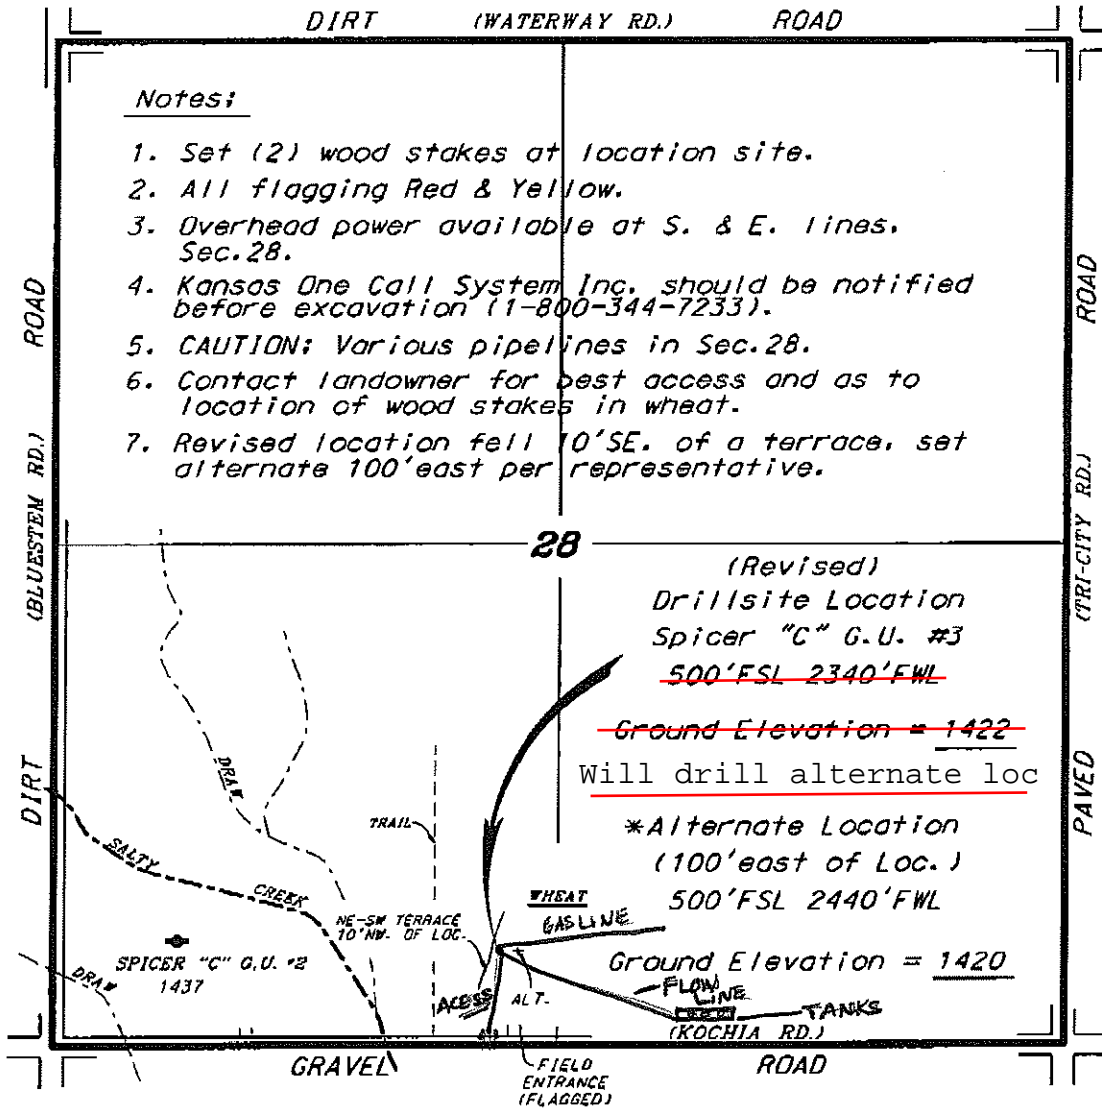 DIRT (WATERWAY RD.) ROAD
Notes:
1. Set (2) wood stakes at location site.
2. All flagging Red & Yellow.
3. Overhead power available at S. & E. lines,
Sec.28.
4. Kansas One Call System Inc. should be notified
before excavation (1-800-344-7233).
5. CAUTION: Various pipelines in Sec.28.
6. Contact landowner for best access and as to
location of wood stakes in wheat.
7. Revised location fell 10'SE. of a terrace, set
alternate 100'east per representative.
DIRT (BLUESTEM RD.) ROAD
PAVED (TRI-CITY RD.) ROAD
28
(Revised)
Drillsite Location
Spicer "C" G.U. #3
500'FSL 2340'FWL
Ground Elevation = 1422
Will drill alternate loc
*Alternate Location
(100'east of Loc.)
500'FSL 2440'FWL
Ground Elevation = 1420
DRAW
TRAIL
SALTY CREEK
WHEAT
GASLINE
NE-SW TERRACE
10'NW. OF LOC.
SPICER "C" G.U. #2
1437
DRAW
ACESS
ALT.
FLOW
LINE
TANKS
(KOCHIA RD.)
GRAVEL ROAD
FIELD
ENTRANCE
(FLAGGED)